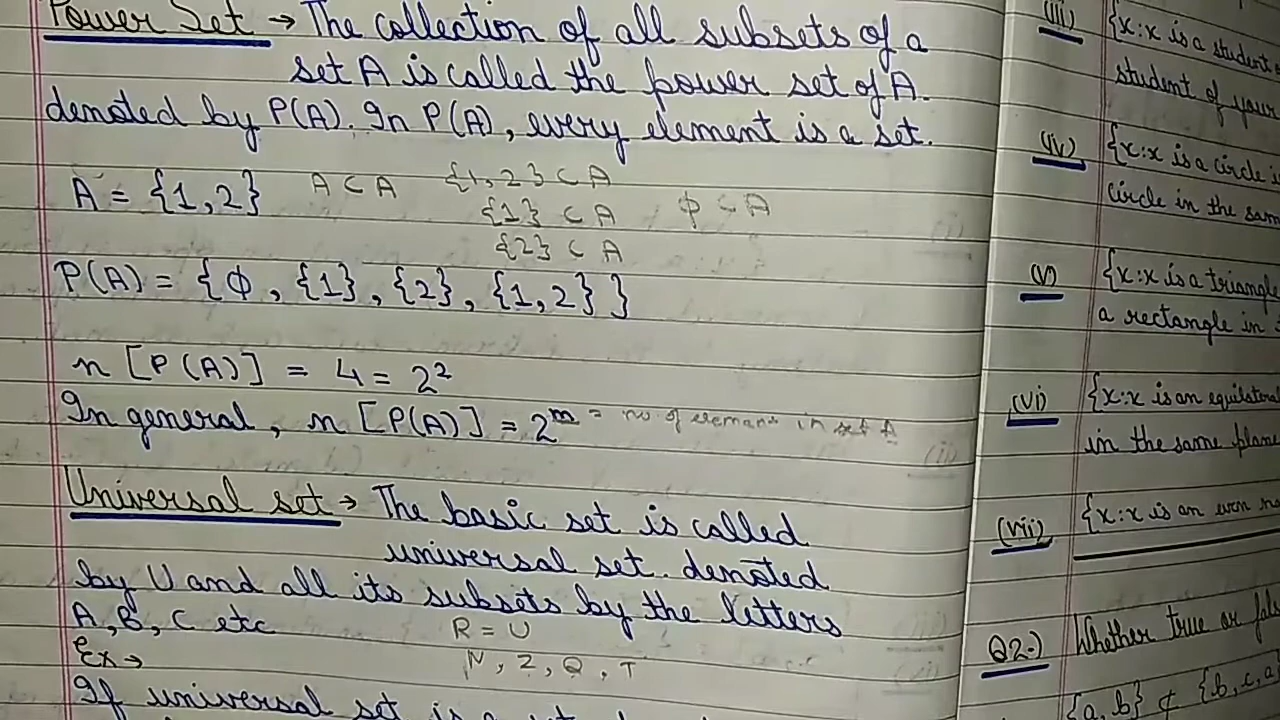 Power Set → The collection of all subsets of a
set A is called the power set of A.
denoted by P(A). In P(A), every element is a set.
A = {1,2} A ⊂ A {1,2} ⊂ A
{1} ⊂ A ϕ ⊂ A
{2} ⊂ A
P(A) = {ϕ, {1}, {2}, {1,2} }
n [P(A)] = 4 = 2²
In general, n [P(A)] = 2ᵐ = no of element in set A
Universal set → The basic set is called
universal set. denoted
by U and all its subsets by the letters
A, B, C etc
R = U
Ex→ N, Z, Q, T
If universal set is a set
(iii) {x:x is a student
student of your
(iv) {x:x is a circle
circle in the sam
(v) {x:x is a triangle
a rectangle in
(vi) {x:x is an equilateral
in the same plane
(vii) {x:x is an even n
Q2.) Whether true or fal
{a,b} ⊄ {b,c,a}